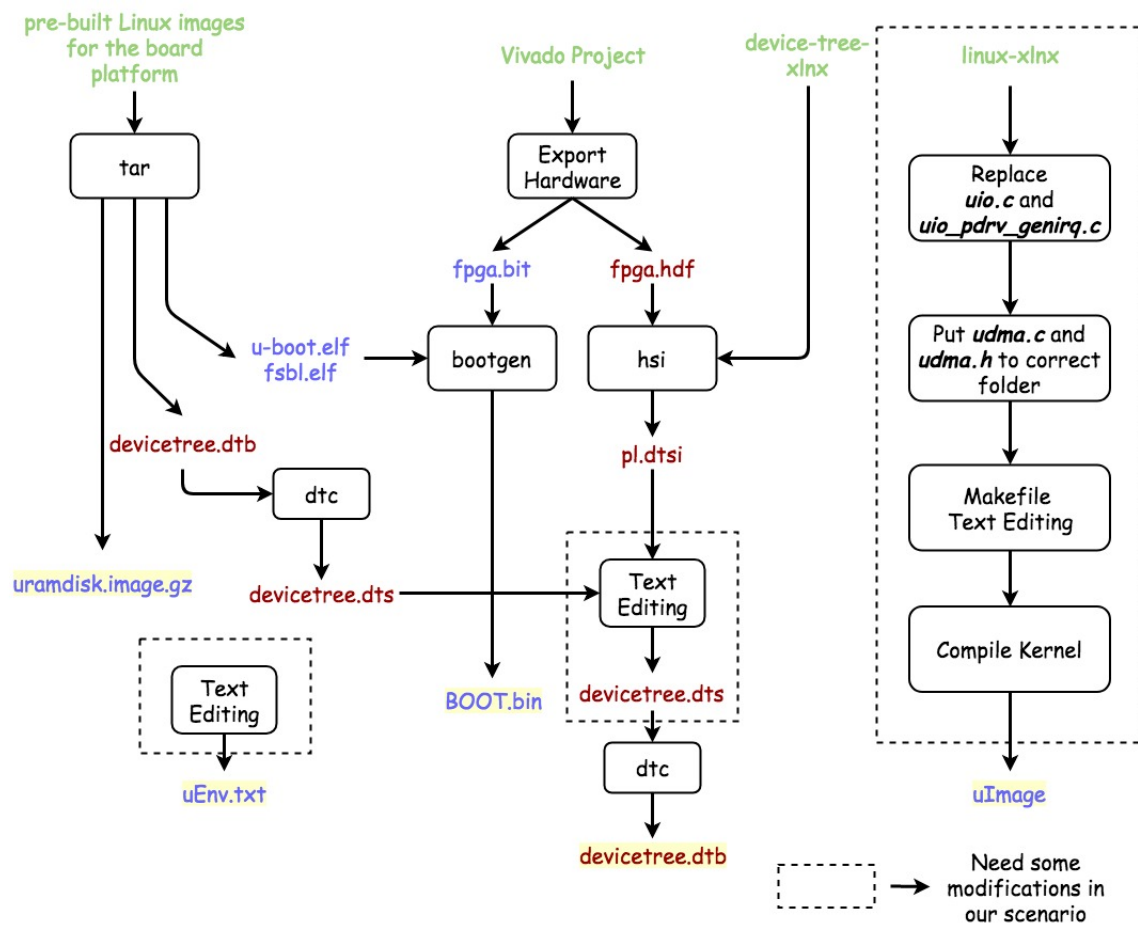 pre-built Linux images
for the board
platform
Vivado Project
device-tree-
xlnx
linux-xlnx
tar
Export
Hardware
Replace
uio.c and
uio_pdrv_genirq.c
fpga.bit
fpga.hdf
u-boot.elf
fsbl.elf
bootgen
hsi
Put udma.c and
udma.h to correct
folder
devicetree.dtb
pl.dtsi
dtc
Makefile
Text Editing
uramdisk.image.gz
devicetree.dts
Text
Editing
Compile Kernel
Text
Editing
BOOT.bin
devicetree.dts
dtc
uEnv.txt
uImage
devicetree.dtb
Need some
modifications in
our scenario